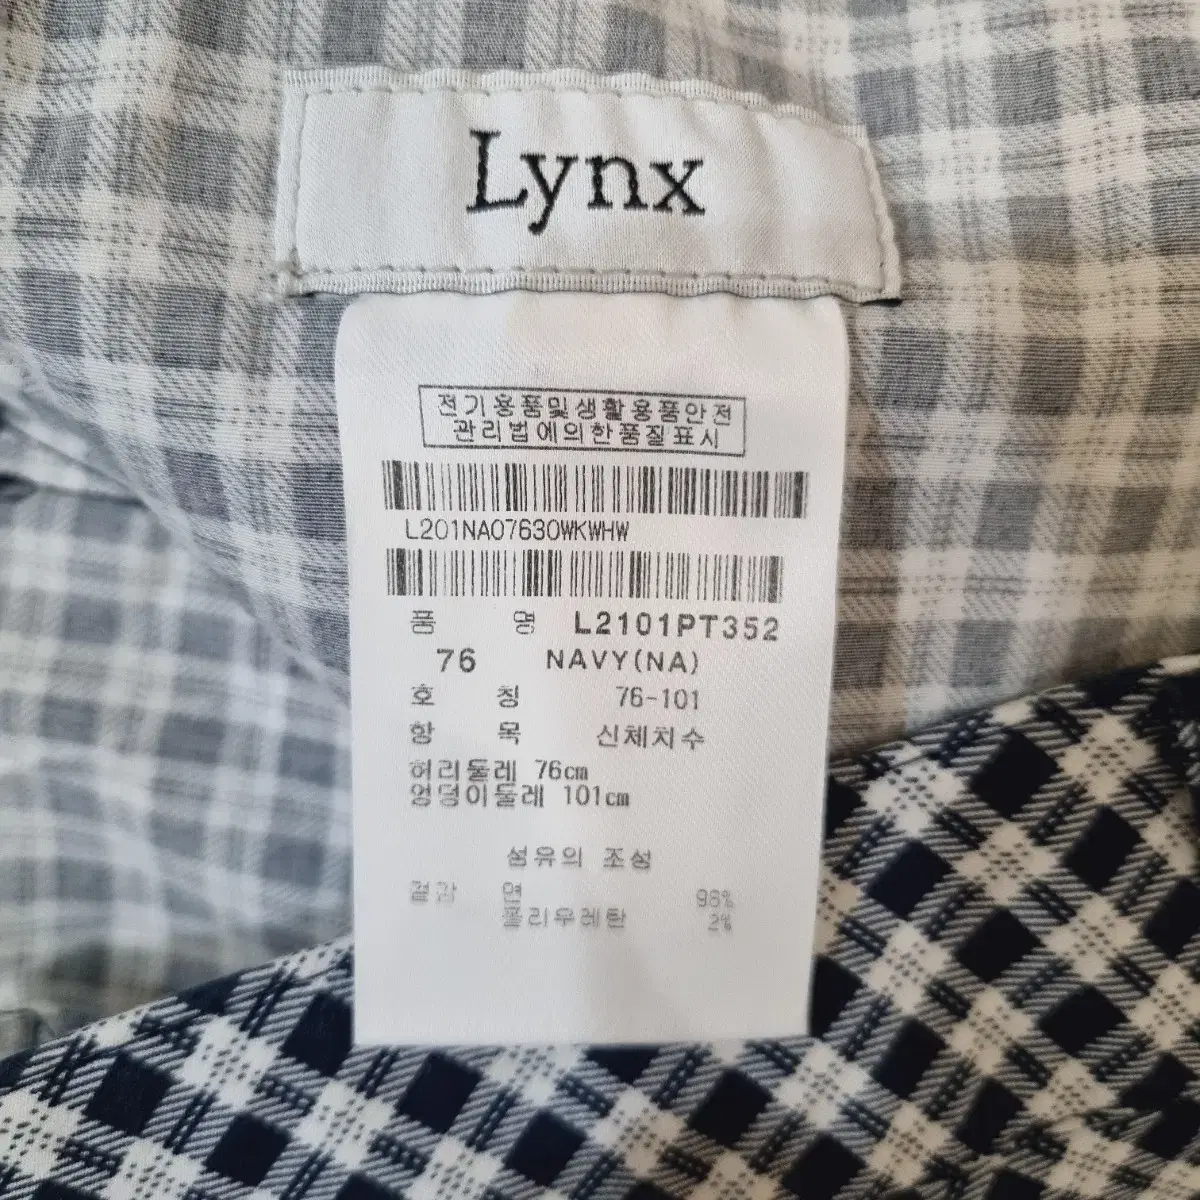 Lynx
전기용품및생활용품안전
관리법에의한품질표시
L201NA07630WKWHW
품 명 L2101PT352
76 NAVY(NA)
호 칭 76-101
항 목 신체치수
허리둘레 76cm
엉덩이둘레 101cm
섬유의 조성
겉감 면 98%
폴리우레탄 2%